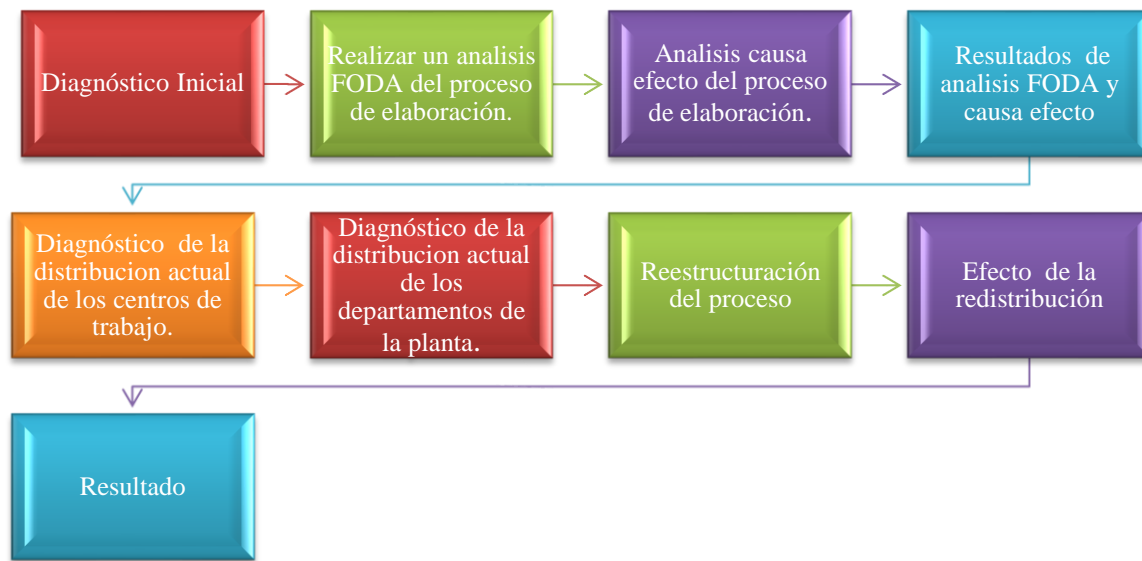 Diagnóstico Inicial
Realizar un analisis
FODA del proceso
de elaboración.
Analisis causa
efecto del proceso
de elaboración.
Resultados de
analisis FODA y
causa efecto
Diagnóstico de la
distribucion actual
de los centros de
trabajo.
Diagnóstico de la
distribucion actual
de los
departamentos de
la planta.
Reestructuración
del proceso
Efecto de la
redistribución
Resultado